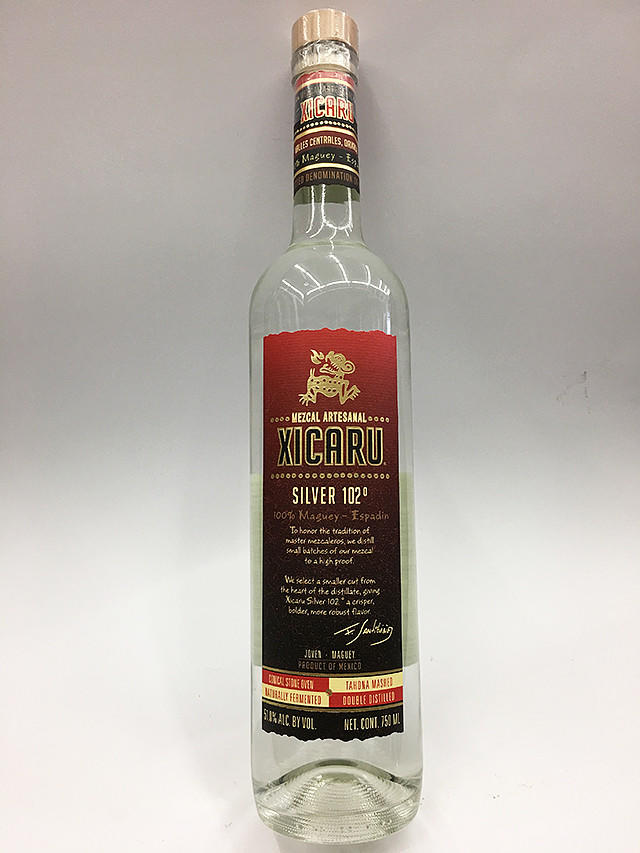 XICARU
VALLES CENTRALES, OAXACA
100% Maguey - Espadin
DENOMINATION
MEZCAL ARTESANAL
XICARU
SILVER 102°
100% Maguey - Espadin
To honor the tradition of
master mezcaleros, we distill
small batches of our mezcal
to a high proof.
We select a smaller cut from
the heart of the distillate, giving
Xicaru Silver 102° a crisper,
bolder, more robust flavor.
JOVEN - MAGUEY
PRODUCT OF MEXICO
CONICAL STONE OVEN
TAHONA MASHED
NATURALLY FERMENTED
DOUBLE DISTILLED
51.0% ALC. BY VOL.
NET. CONT. 750 ML